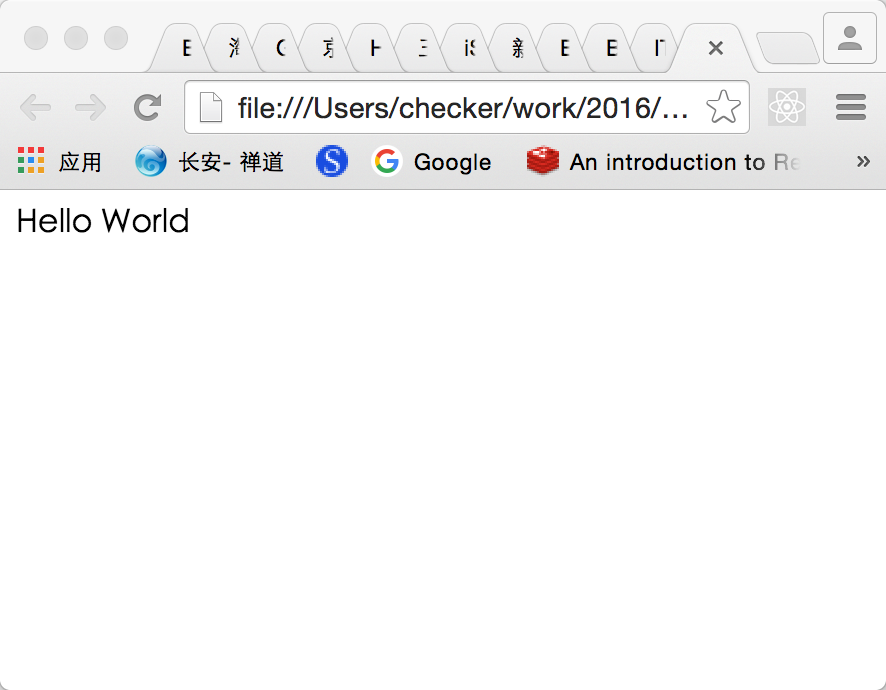 file:///Users/checker/work/2016/...
应用 长安- 禅道 S Google An introduction to Re »
Hello World